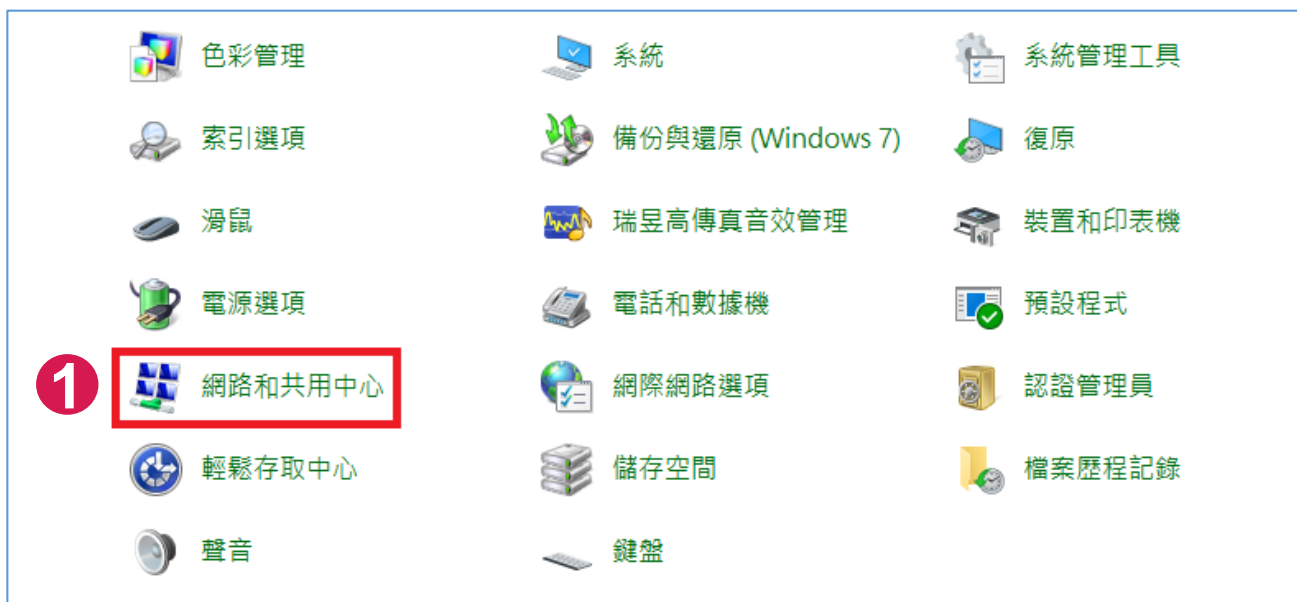 色彩管理
系統
系統管理工具
索引選項
備份與還原 (Windows 7)
復原
滑鼠
瑞昱高傳真音效管理
裝置和印表機
電源選項
電話和數據機
預設程式
1
網路和共用中心
網際網路選項
認證管理員
輕鬆存取中心
儲存空間
檔案歷程記錄
聲音
鍵盤